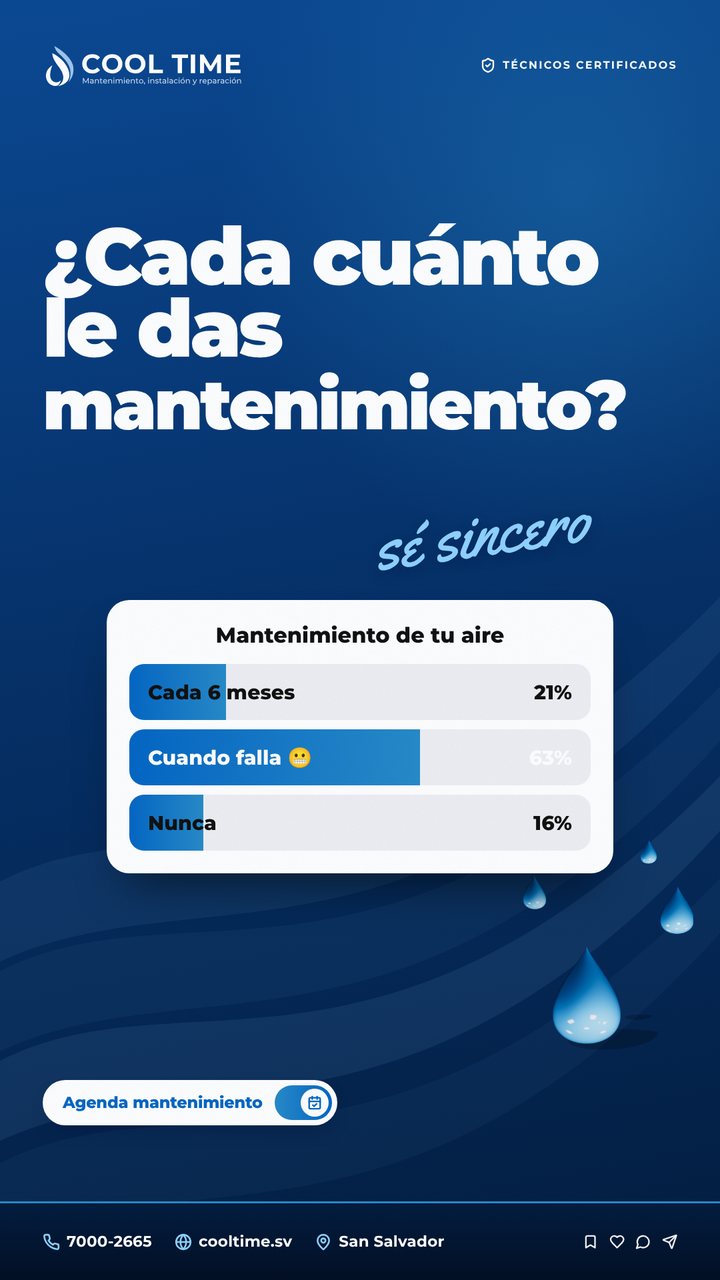 COOL TIME
Mantenimiento, instalación y reparación
TÉCNICOS CERTIFICADOS
¿Cada cuánto
le das
mantenimiento?
sé sincero
Mantenimiento de tu aire
Cada 6 meses 21%
Cuando falla 😬 63%
Nunca 16%
Agenda mantenimiento
7000-2665 cooltime.sv San Salvador